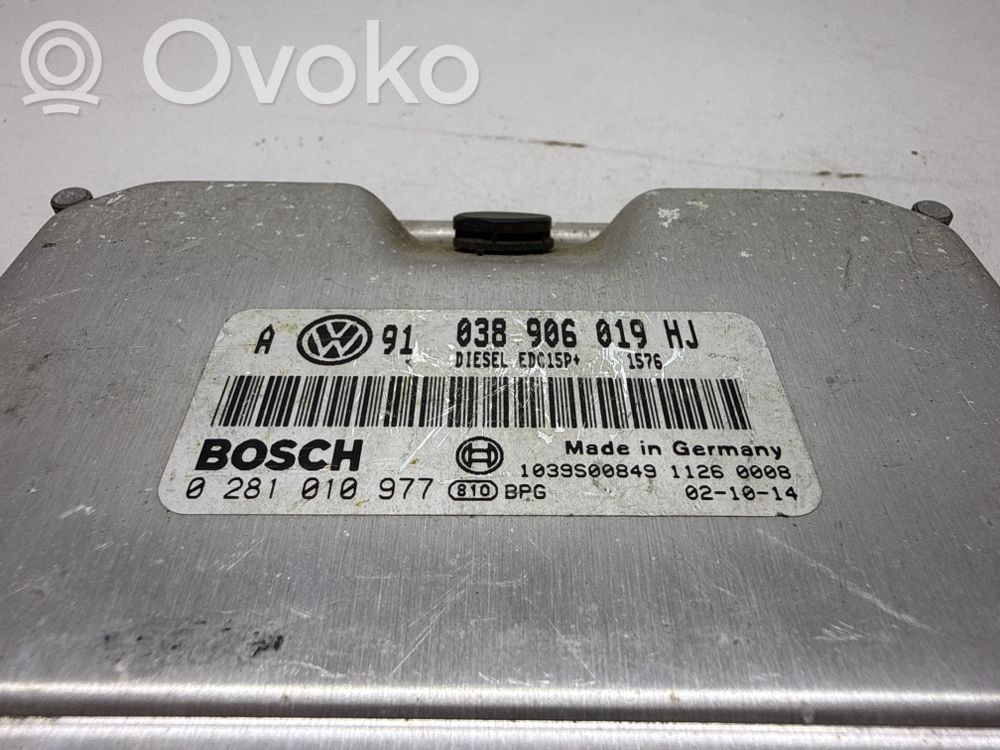 Ovoko
A VW 91 038 906 019 HJ
DIESEL EDC15P+ 1576
BOSCH Made in Germany
1039S00849 1126 0008
0 281 010 977 810 BPG 02-10-14